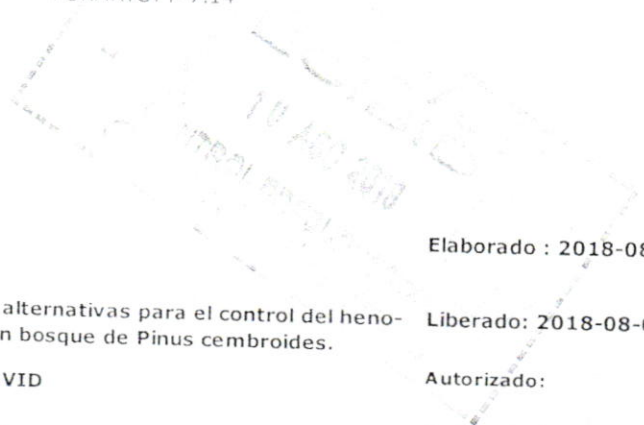 Elaborado : 2018-08
alternativas para el control del heno-
n bosque de Pinus cembroides.
Liberado: 2018-08-
VID
Autorizado: